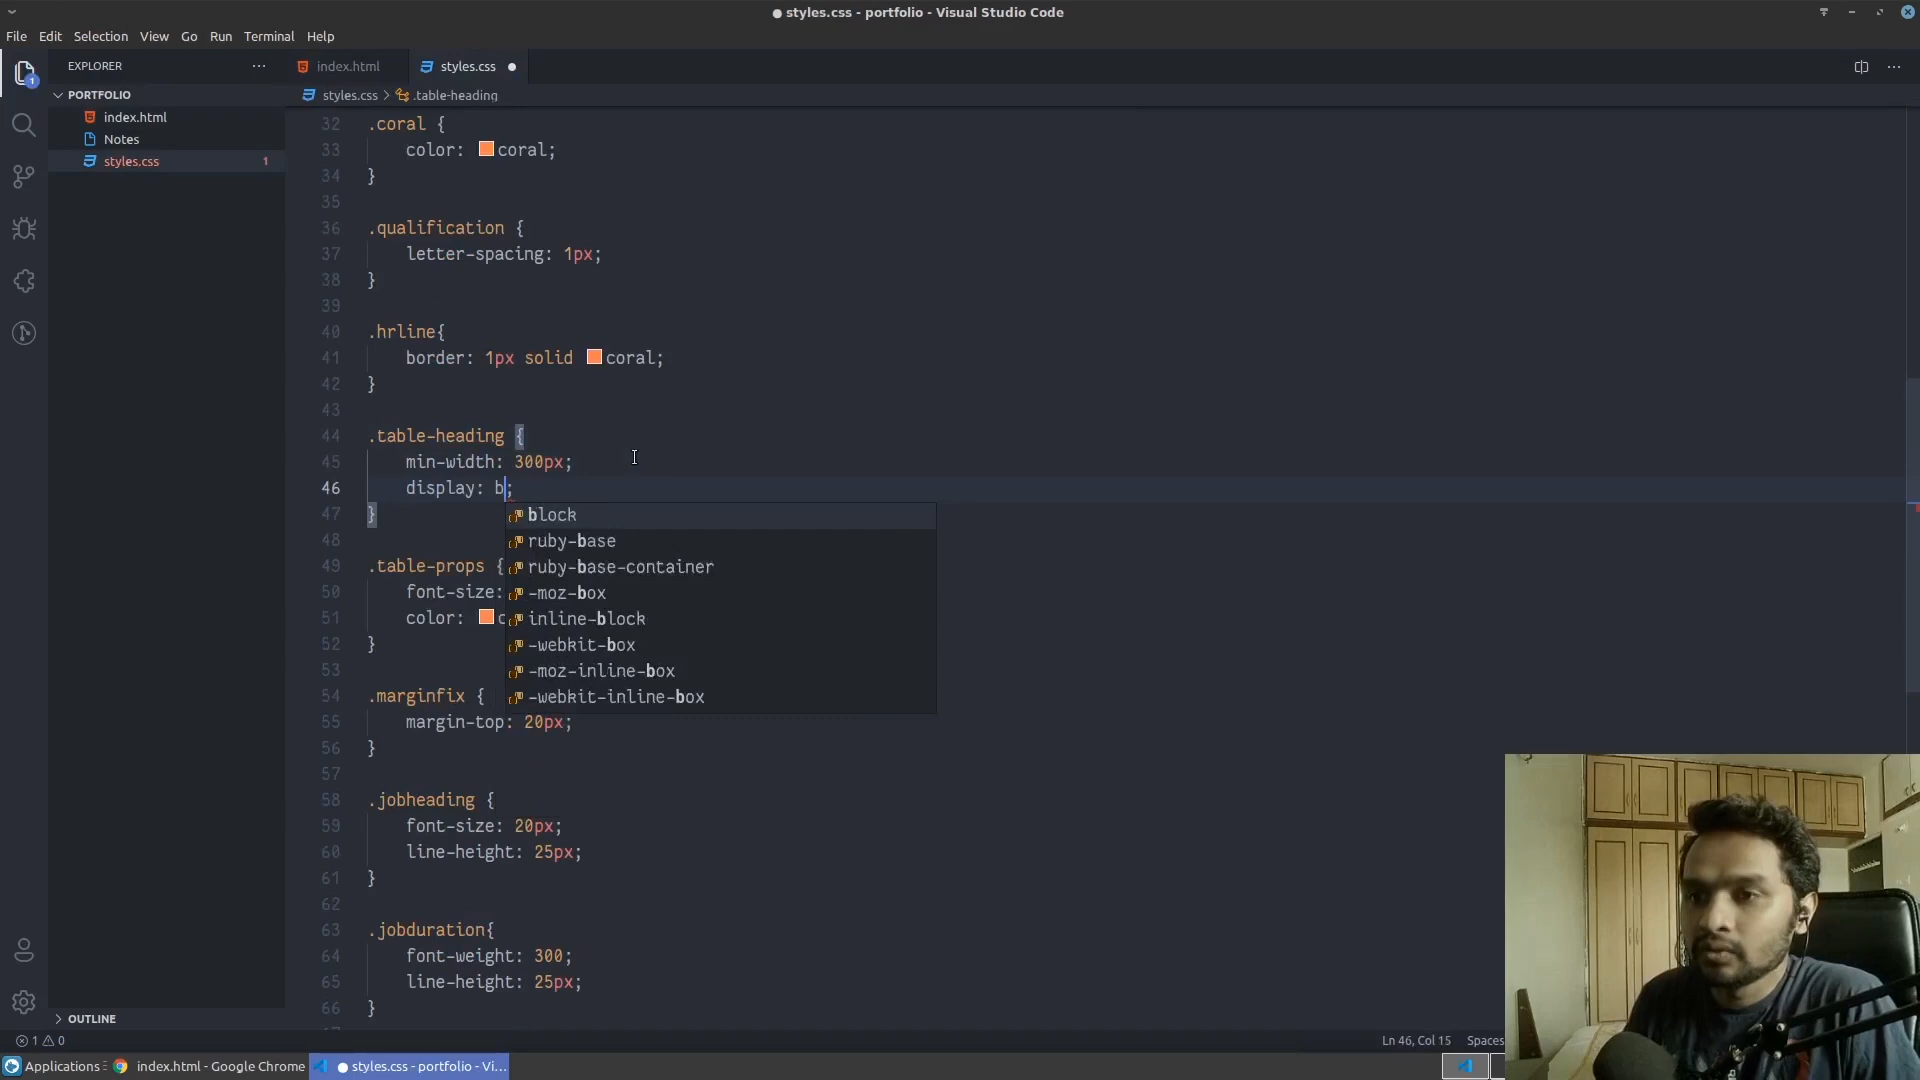 styles.css - portfolio - Visual Studio Code
File Edit Selection View Go Run Terminal Help
EXPLORER
index.html
styles.css
PORTFOLIO
styles.css > .table-heading
index.html
Notes
styles.css 1
1
32 .coral {
33 color: coral;
34 }
35
36 .qualification {
37 letter-spacing: 1px;
38 }
39
40 .hrline{
41 border: 1px solid coral;
42 }
43
44 .table-heading {
45 min-width: 300px;
46 display: b;
47 }
48
49 .table-props {
50 font-size:
51 color: c
52 }
53
54 .marginfix {
55 margin-top: 20px;
56 }
57
58 .jobheading {
59 font-size: 20px;
60 line-height: 25px;
61 }
62
63 .jobduration{
64 font-weight: 300;
65 line-height: 25px;
66 }
block
ruby-base
ruby-base-container
-moz-box
inline-block
-webkit-box
-moz-inline-box
-webkit-inline-box
OUTLINE
1 0
Ln 46, Col 15 Spaces
Applications index.html - Google Chrome styles.css - portfolio - Vi...